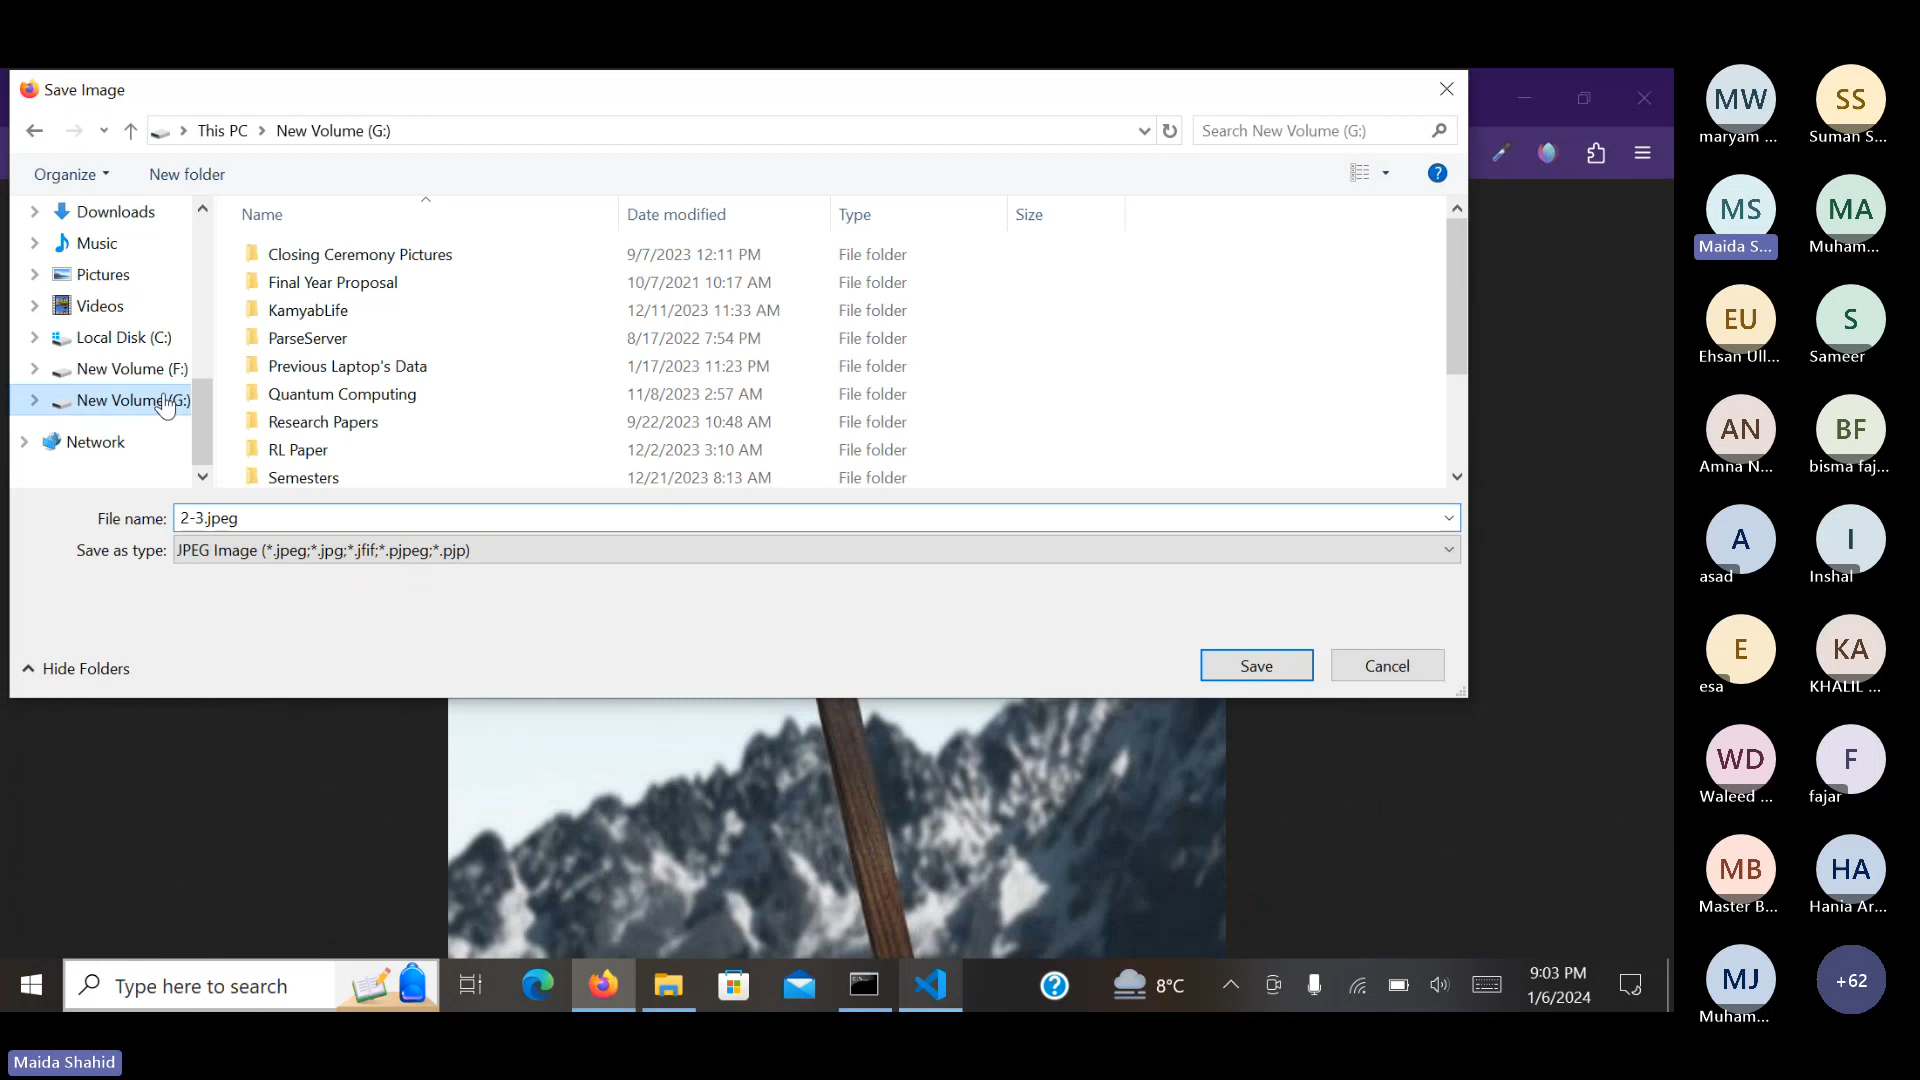 Save Image
This PC > New Volume (G:)
Search New Volume (G:)
Organize
New folder
Downloads
Music
Pictures
Videos
Local Disk (C:)
New Volume (F:)
New Volume (G:)
Network
Name Date modified Type Size
Closing Ceremony Pictures 9/7/2023 12:11 PM File folder
Final Year Proposal 10/7/2021 10:17 AM File folder
KamyabLife 12/11/2023 11:33 AM File folder
ParseServer 8/17/2022 7:54 PM File folder
Previous Laptop's Data 1/17/2023 11:23 PM File folder
Quantum Computing 11/8/2023 2:57 AM File folder
Research Papers 9/22/2023 10:48 AM File folder
RL Paper 12/2/2023 3:10 AM File folder
Semesters 12/21/2023 8:13 AM File folder
File name: 2-3.jpeg
Save as type: JPEG Image (*.jpeg;*.jpg;*.jfif;*.pjpeg;*.pjp)
Hide Folders
Save
Cancel
Type here to search
8°C
9:03 PM
1/6/2024
Maida Shahid
MW SS
maryam ... Suman S...
MS MA
Maida S... Muham...
EU S
Ehsan Ull... Sameer
AN BF
Amna N... bisma faj...
A I
asad Inshal
E KA
esa KHALIL ...
WD F
Waleed ... fajar
MB HA
Master B... Hania Ar...
MJ +62
Muham...